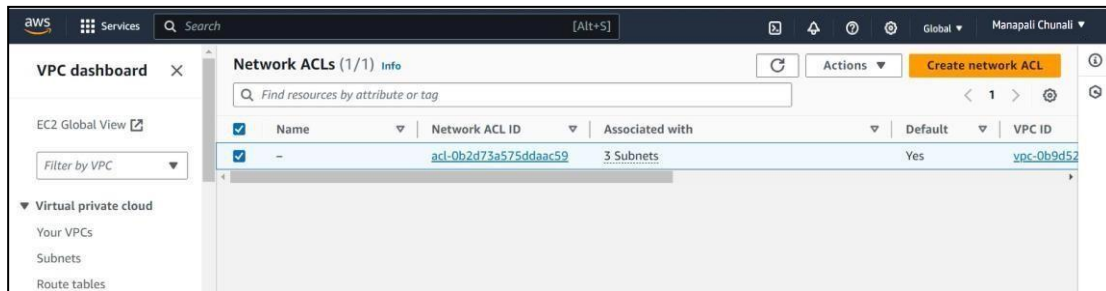 aws Services Search [Alt+S] Global Manapali Chunali
VPC dashboard
EC2 Global View
Filter by VPC
Virtual private cloud
Your VPCs
Subnets
Route tables
Network ACLs (1/1) Info
Actions
Create network ACL
Find resources by attribute or tag
1
Name Network ACL ID Associated with Default VPC ID
– acl-0b2d73a575ddaac59 3 Subnets Yes vpc-0b9d52